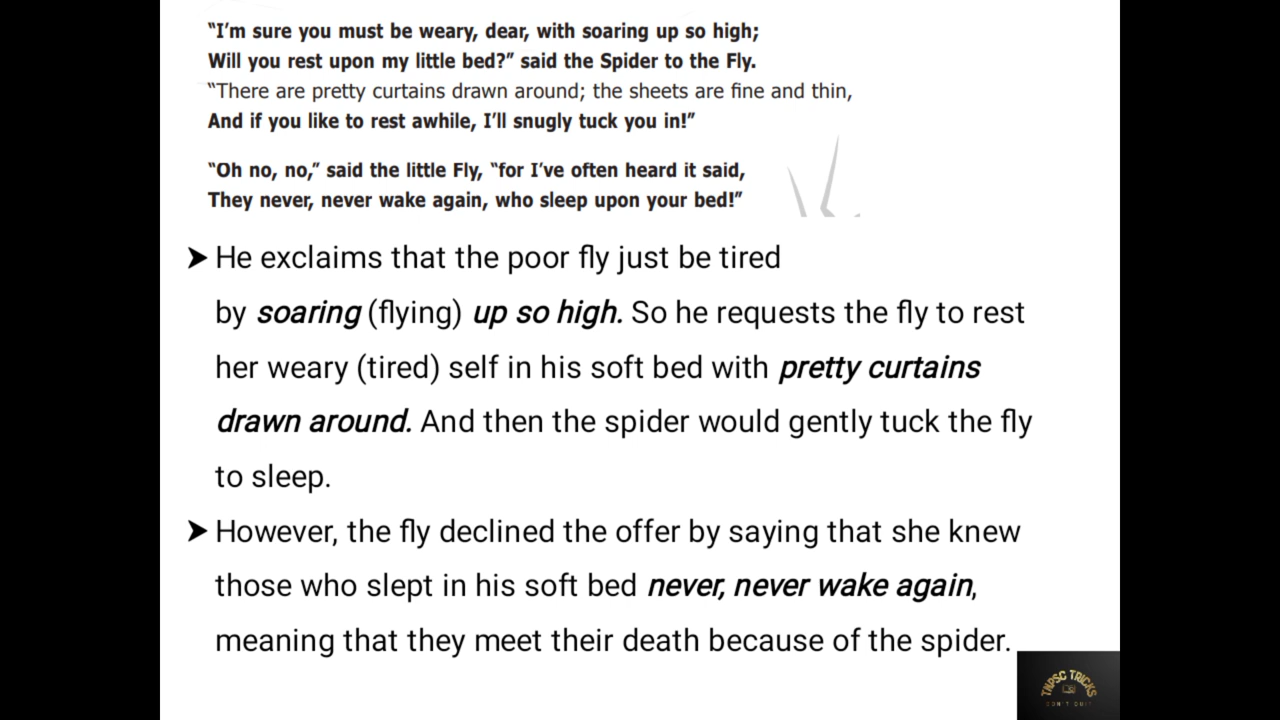 “I’m sure you must be weary, dear, with soaring up so high;
Will you rest upon my little bed?” said the Spider to the Fly.
“There are pretty curtains drawn around; the sheets are fine and thin,
And if you like to rest awhile, I’ll snugly tuck you in!”
“Oh no, no,” said the little Fly, “for I’ve often heard it said,
They never, never wake again, who sleep upon your bed!”
➤ He exclaims that the poor fly just be tired
by soaring (flying) up so high. So he requests the fly to rest
her weary (tired) self in his soft bed with pretty curtains
drawn around. And then the spider would gently tuck the fly
to sleep.
➤ However, the fly declined the offer by saying that she knew
those who slept in his soft bed never, never wake again,
meaning that they meet their death because of the spider.
TNPSC TRICKS
DON'T QUIT